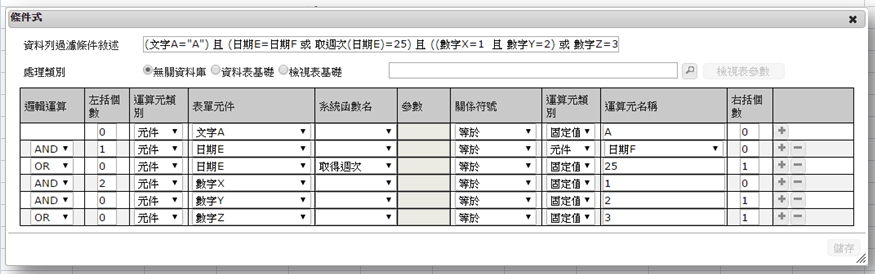 條件式
資料列過濾條件敘述 (文字A="A") 且 (日期E=日期F 或 取週次(日期E)=25) 且 ((數字X=1 且 數字Y=2) 或 數字Z=3
處理類別 無關資料庫 資料表基礎 檢視表基礎 檢視表參數
邏輯運算 左括個數 運算元類別 表單元件 系統函數名 參數 關係符號 運算元類別 運算元名稱 右括個數
0 元件 文字A 等於 固定值 A 0
AND 1 元件 日期E 等於 元件 日期F 0
OR 0 元件 日期E 取得週次 等於 固定值 25 1
AND 2 元件 數字X 等於 固定值 1 0
AND 0 元件 數字Y 等於 固定值 2 1
OR 0 元件 數字Z 等於 固定值 3 1
儲存